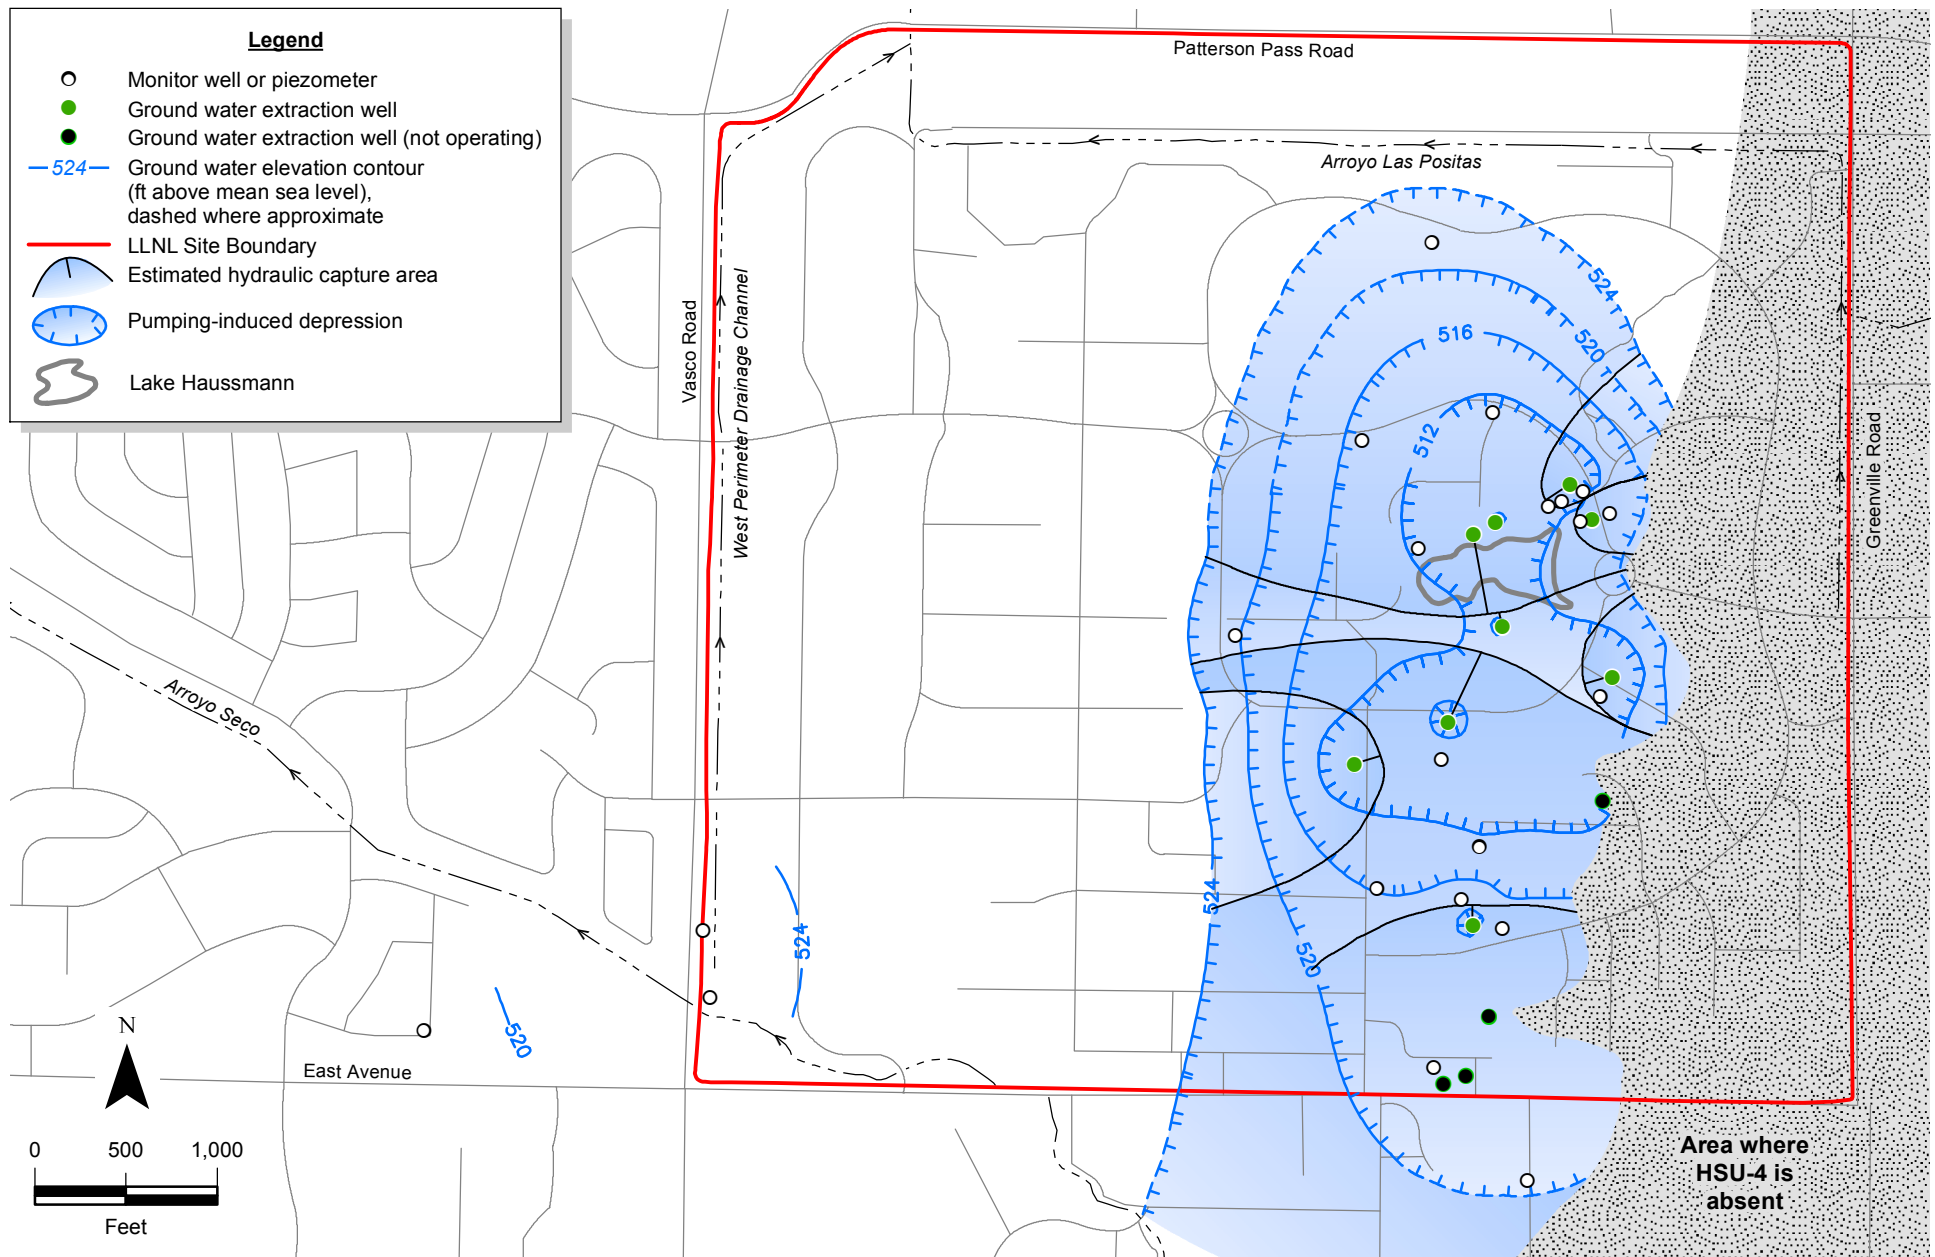 Legend
Monitor well or piezometer
Ground water extraction well
Ground water extraction well (not operating)
524
Ground water elevation contour
(ft above mean sea level),
dashed where approximate
LLNL Site Boundary
Estimated hydraulic capture area
Pumping-induced depression
Lake Haussmann
Patterson Pass Road
Arroyo Las Positas
Vasco Road
West Perimeter Drainage Channel
Greenville Road
524
520
516
512
Arroyo Seco
524
524
520
520
East Avenue
N
0 500 1,000
Feet
Area where
HSU-4 is
absent